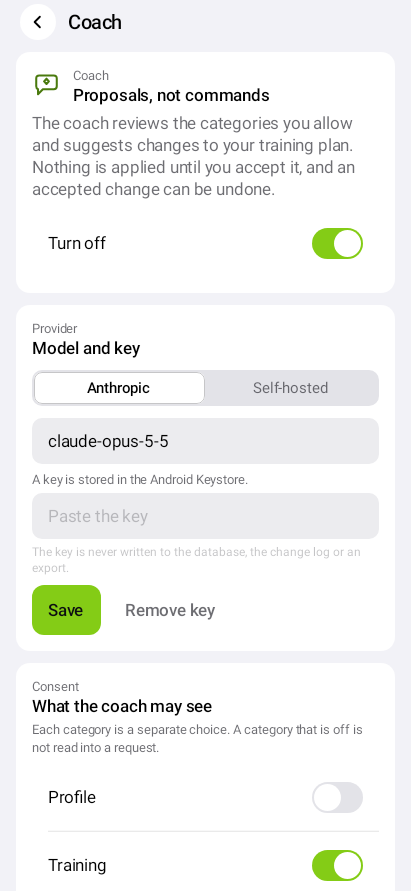 Coach
Coach
Proposals, not commands
The coach reviews the categories you allow
and suggests changes to your training plan.
Nothing is applied until you accept it, and an
accepted change can be undone.
Turn off
Provider
Model and key
Anthropic
Self-hosted
claude-opus-5-5
A key is stored in the Android Keystore.
Paste the key
The key is never written to the database, the change log or an
export.
Save
Remove key
Consent
What the coach may see
Each category is a separate choice. A category that is off is
not read into a request.
Profile
Training